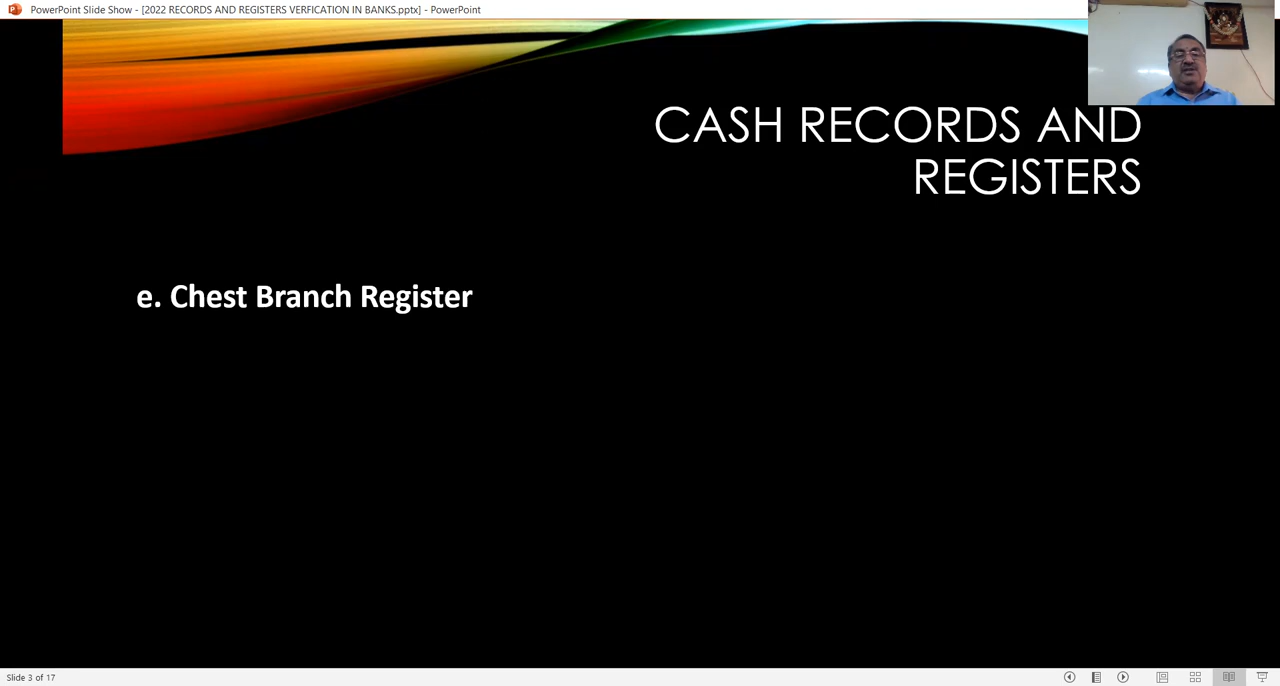 PowerPoint Slide Show - [2022 RECORDS AND REGISTERS VERFICATION IN BANKS.pptx] - PowerPoint
CASH RECORDS AND
REGISTERS
e. Chest Branch Register
Slide 3 of 17